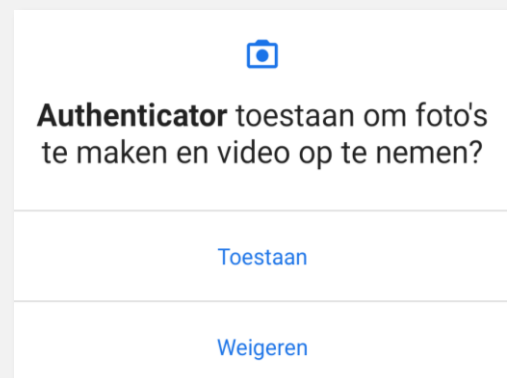 Authenticator toestaan om foto's
te maken en video op te nemen?
Toestaan
Weigeren